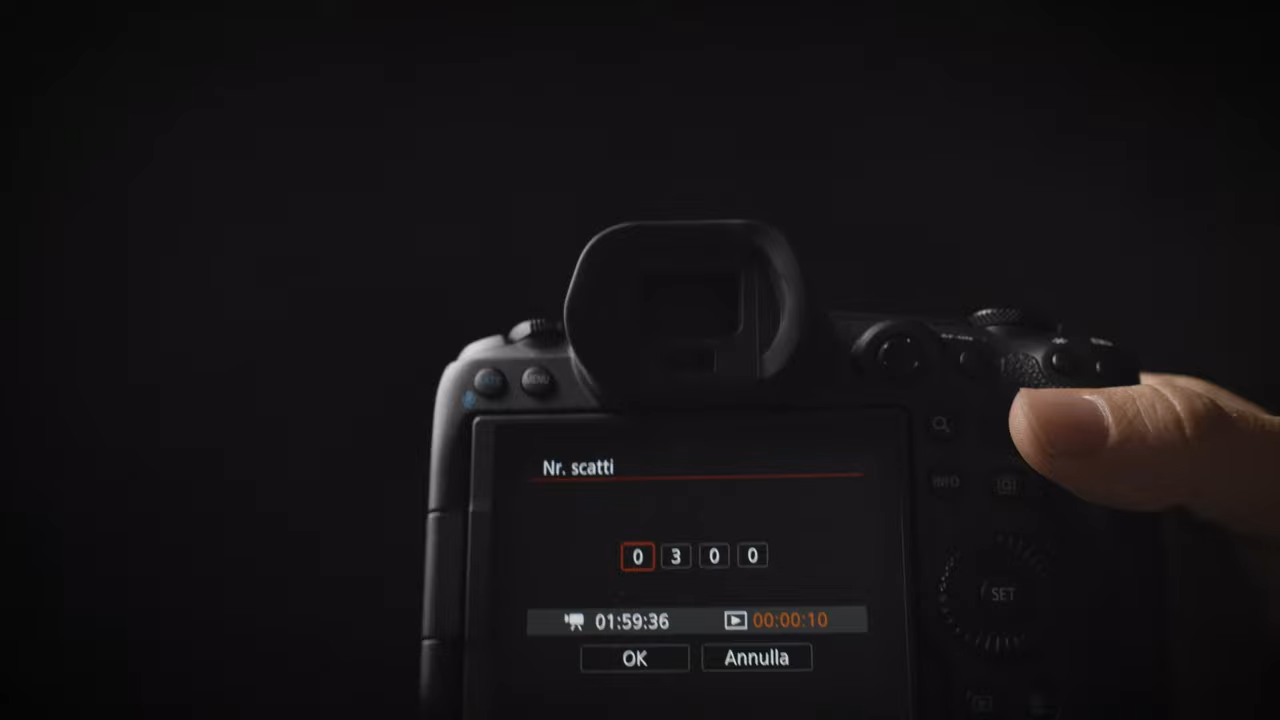 MENU
Nr. scatti
INFO
0 3 0 0
SET
01:59:36 00:00:10
OK Annulla